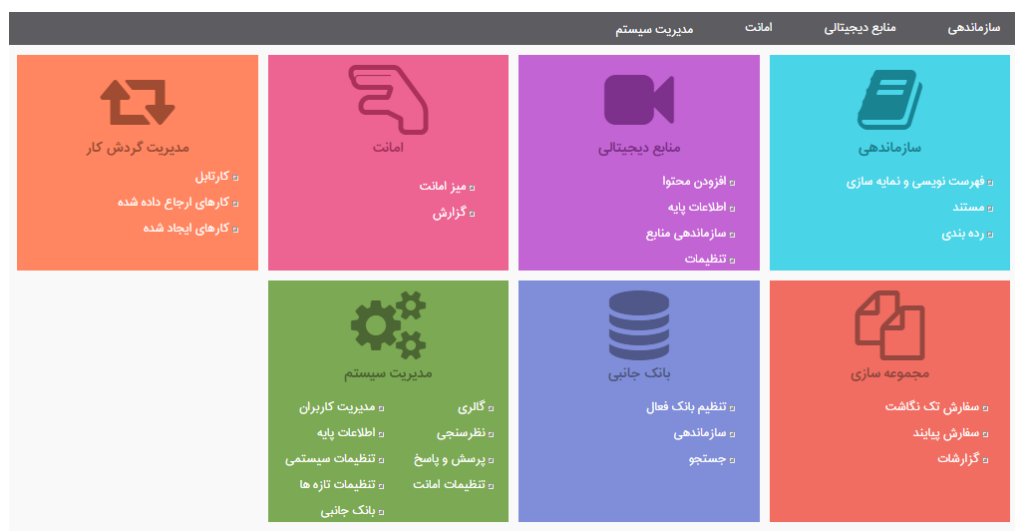 سازماندهی منابع دیجیتالی امانت مدیریت سیستم
سازماندهی
فهرست نویسی و نمایه سازی
مستند
رده بندی
منابع دیجیتالی
افزودن محتوا
اطلاعات پایه
سازماندهی منابع
تنظیمات
امانت
میز امانت
گزارش
مدیریت گردش کار
کارتابل
کارهای ارجاع داده شده
کارهای ایجاد شده
مجموعه سازی
سفارش تک نگاشت
سفارش پیایند
گزارشات
بانک جانبی
تنظیم بانک فعال
سازماندهی
جستجو
مدیریت سیستم
گالری
نظرسنجی
پرسش و پاسخ
تنظیمات امانت
مدیریت کاربران
اطلاعات پایه
تنظیمات سیستمی
تنظیمات تازه ها
بانک جانبی